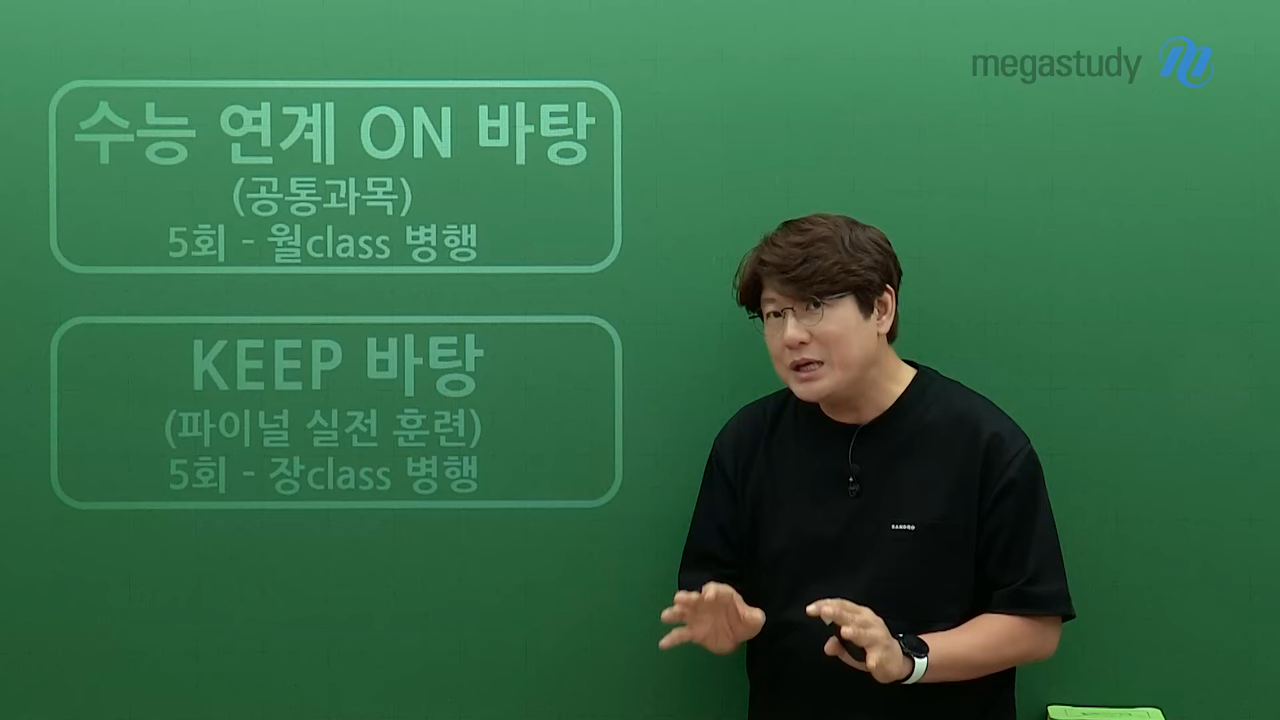 megastudy
수능 연계 ON 바탕
(공통과목)
5회 - 월class 병행
KEEP 바탕
(파이널 실전 훈련)
5회 - 장class 병행
SANDRO